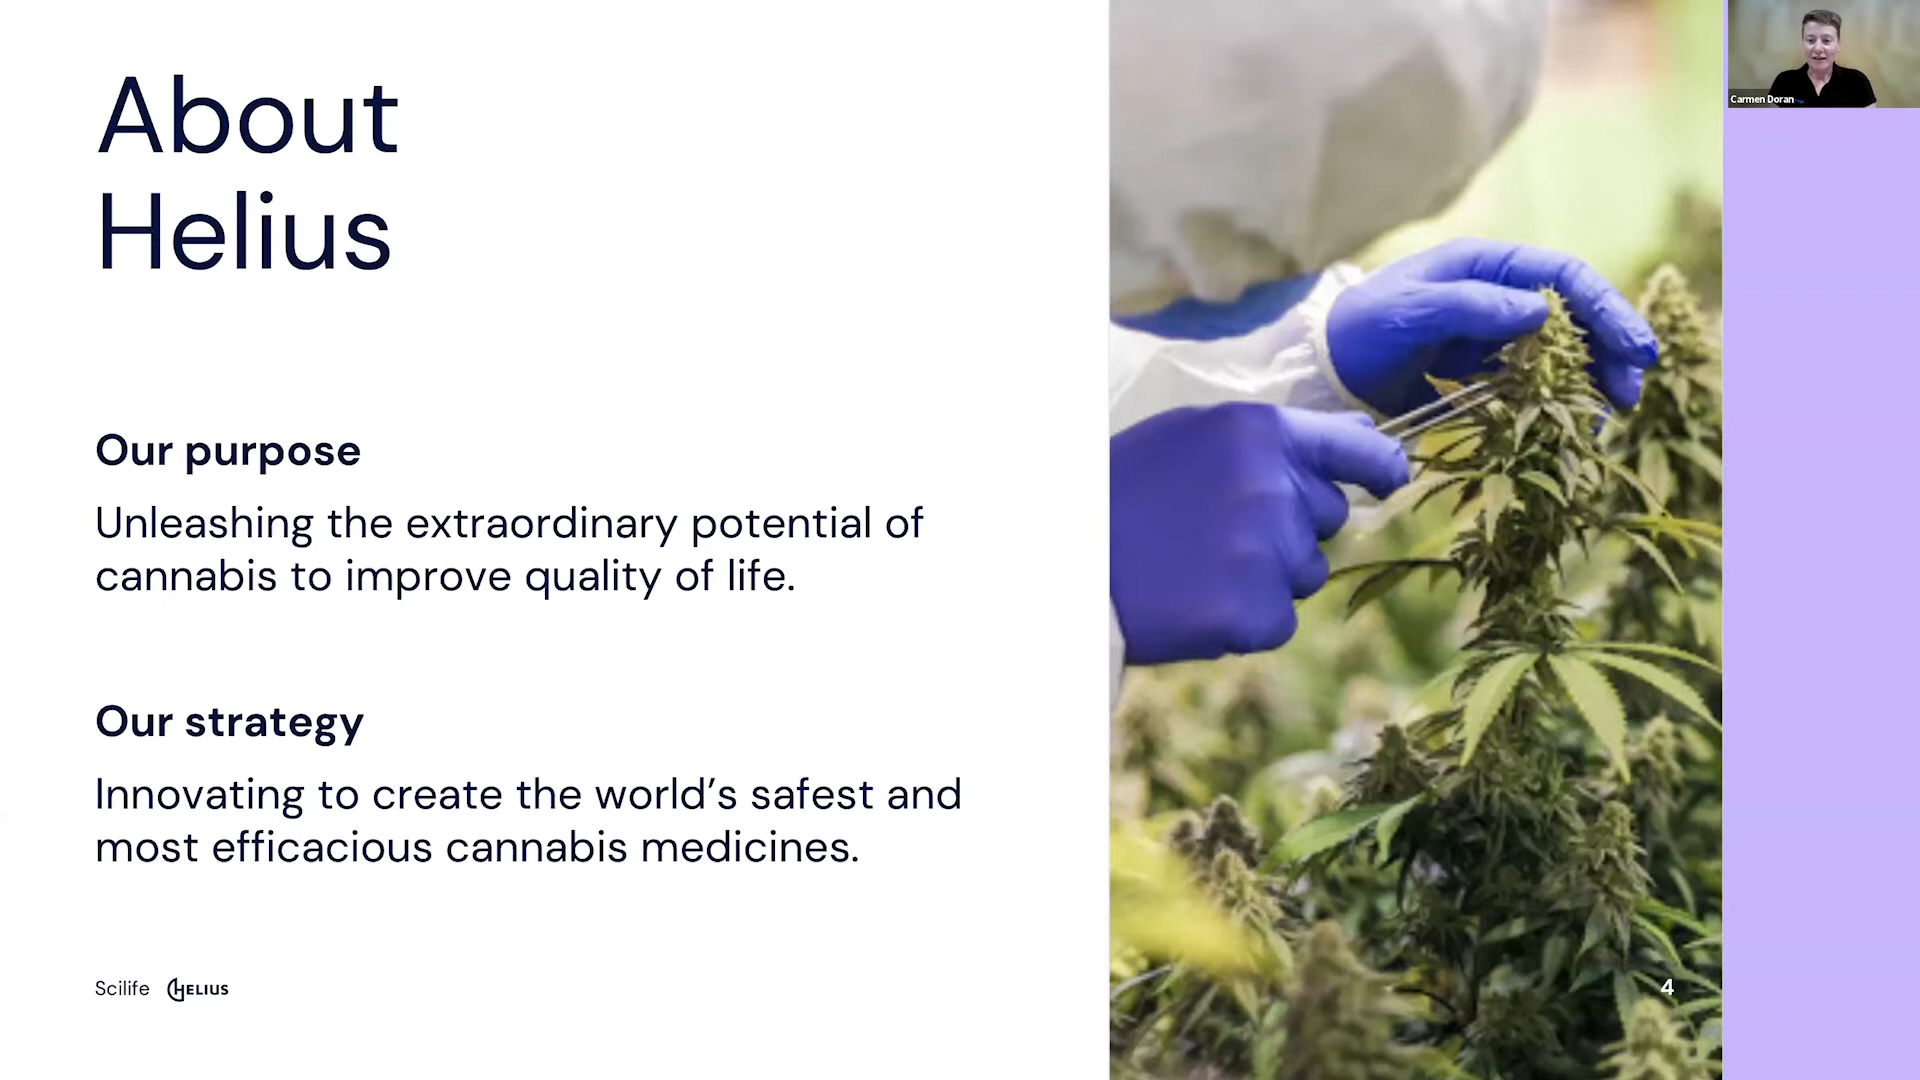 About
Helius
Our purpose
Unleashing the extraordinary potential of
cannabis to improve quality of life.
Our strategy
Innovating to create the world’s safest and
most efficacious cannabis medicines.
Scilife HELIUS
4
Carmen Doran